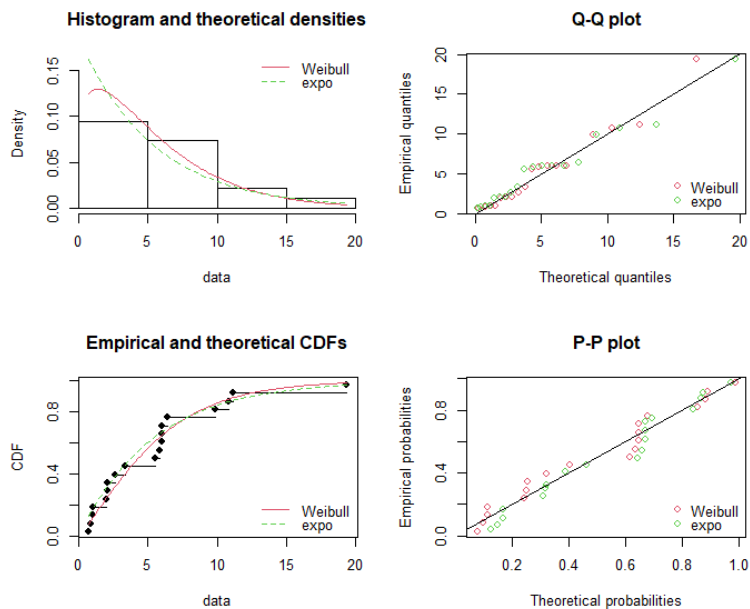 Histogram and theoretical densities
Density
0.00 0.05 0.10 0.15
Weibull
expo
0 5 10 15 20
data
Q-Q plot
Empirical quantiles
0 5 10 15 20
Weibull
expo
0 5 10 15 20
Theoretical quantiles
Empirical and theoretical CDFs
CDF
0.0 0.4 0.8
Weibull
expo
0 5 10 15 20
data
P-P plot
Empirical probabilities
0.0 0.4 0.8
Weibull
expo
0.2 0.4 0.6 0.8 1.0
Theoretical probabilities